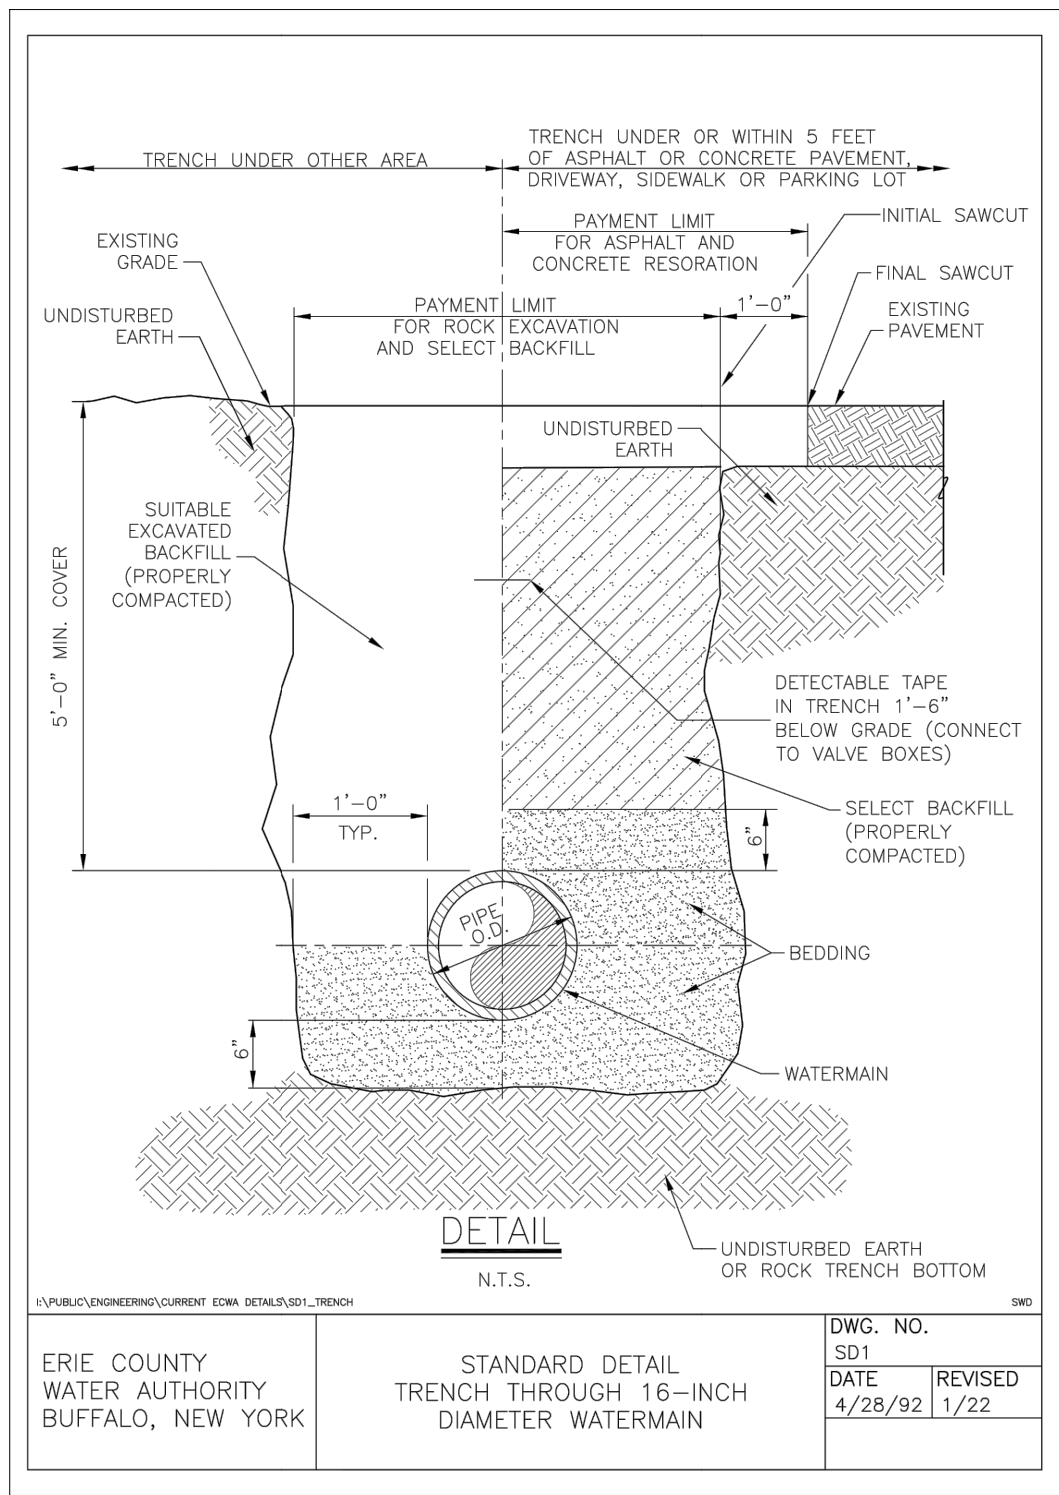 TRENCH UNDER OTHER AREA
TRENCH UNDER OR WITHIN 5 FEET
OF ASPHALT OR CONCRETE PAVEMENT,
DRIVEWAY, SIDEWALK OR PARKING LOT
PAYMENT LIMIT
FOR ASPHALT AND
CONCRETE RESORATION
INITIAL SAWCUT
FINAL SAWCUT
EXISTING
GRADE
UNDISTURBED
EARTH
PAYMENT LIMIT
FOR ROCK EXCAVATION
AND SELECT BACKFILL
1'-0"
EXISTING
PAVEMENT
UNDISTURBED
EARTH
SUITABLE
EXCAVATED
BACKFILL
(PROPERLY
COMPACTED)
5'-0" MIN. COVER
DETECTABLE TAPE
IN TRENCH 1'-6"
BELOW GRADE (CONNECT
TO VALVE BOXES)
1'-0"
TYP.
SELECT BACKFILL
(PROPERLY
COMPACTED)
6"
PIPE
O.D.
BEDDING
6"
WATERMAIN
UNDISTURBED EARTH
OR ROCK TRENCH BOTTOM
DETAIL
N.T.S.
I:\PUBLIC\ENGINEERING\CURRENT ECWA DETAILS\SD1_TRENCH
SWD
ERIE COUNTY
WATER AUTHORITY
BUFFALO, NEW YORK
STANDARD DETAIL
TRENCH THROUGH 16-INCH
DIAMETER WATERMAIN
DWG. NO.
SD1
DATE
4/28/92
REVISED
1/22